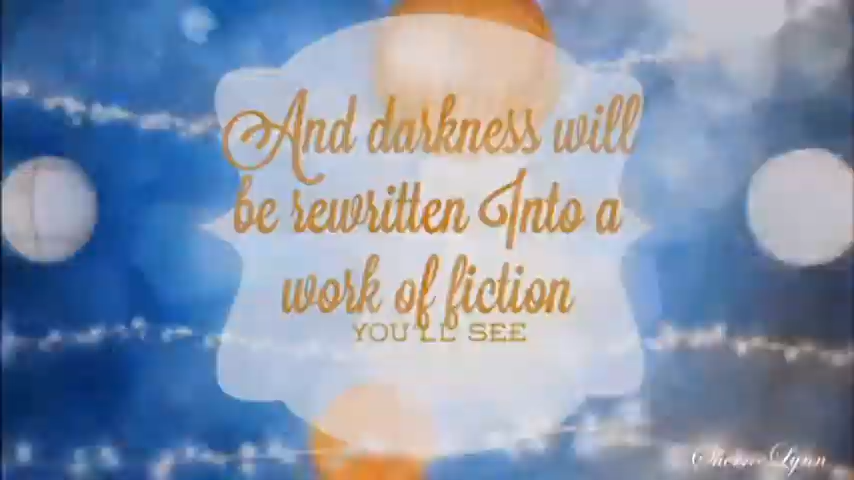 And darkness will
be rewritten Into a
work of fiction
YOU'LL SEE